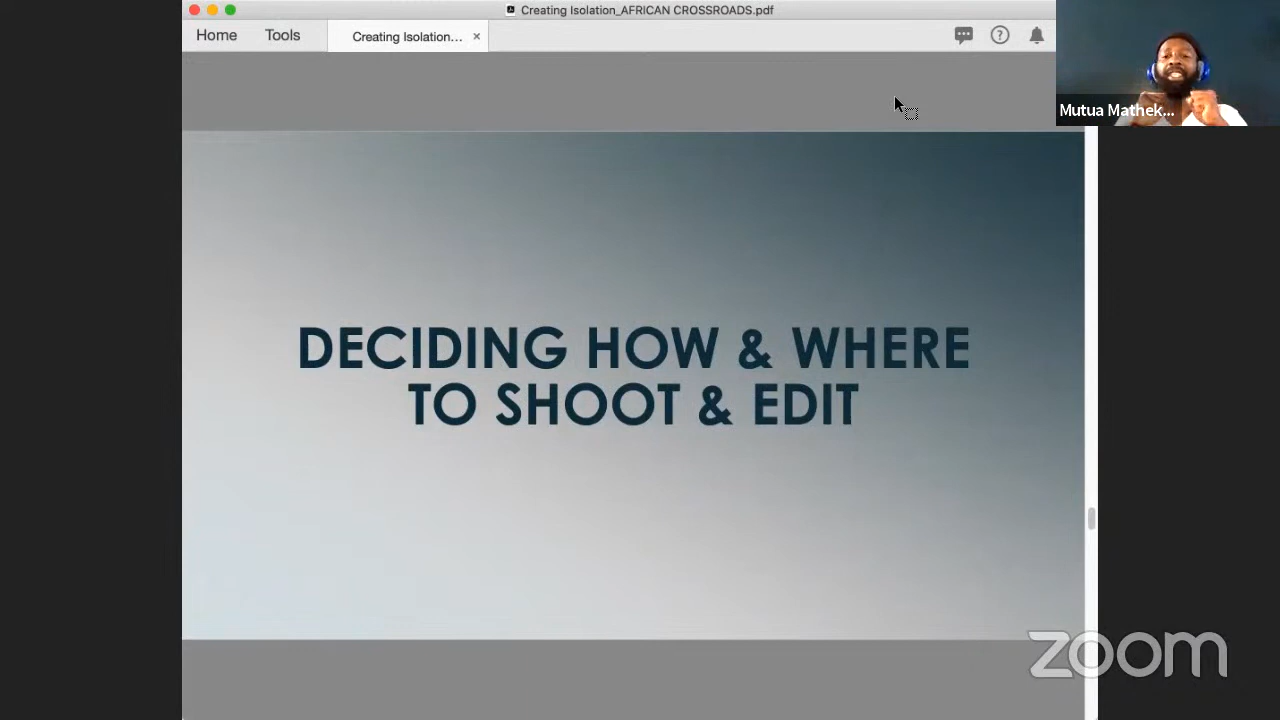 Creating Isolation_AFRICAN CROSSROADS.pdf
Home
Tools
Creating Isolation...
Mutua Mathek...
DECIDING HOW & WHERE
TO SHOOT & EDIT
zoom